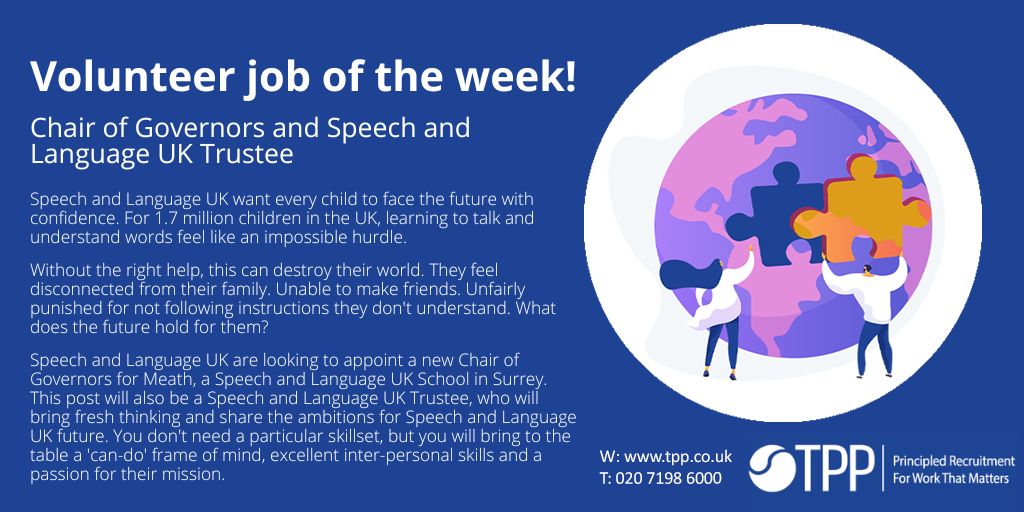 Volunteer job of the week!
Chair of Governors and Speech and
Language UK Trustee
Speech and Language UK want every child to face the future with
confidence. For 1.7 million children in the UK, learning to talk and
understand words feel like an impossible hurdle.
Without the right help, this can destroy their world. They feel
disconnected from their family. Unable to make friends. Unfairly
punished for not following instructions they don't understand. What
does the future hold for them?
Speech and Language UK are looking to appoint a new Chair of
Governors for Meath, a Speech and Language UK School in Surrey.
This post will also be a Speech and Language UK Trustee, who will
bring fresh thinking and share the ambitions for Speech and Language
UK future. You don't need a particular skillset, but you will bring to the
table a 'can-do' frame of mind, excellent inter-personal skills and a
passion for their mission.
W: www.tpp.co.uk
T: 020 7198 6000
TPP
Principled Recruitment
For Work That Matters